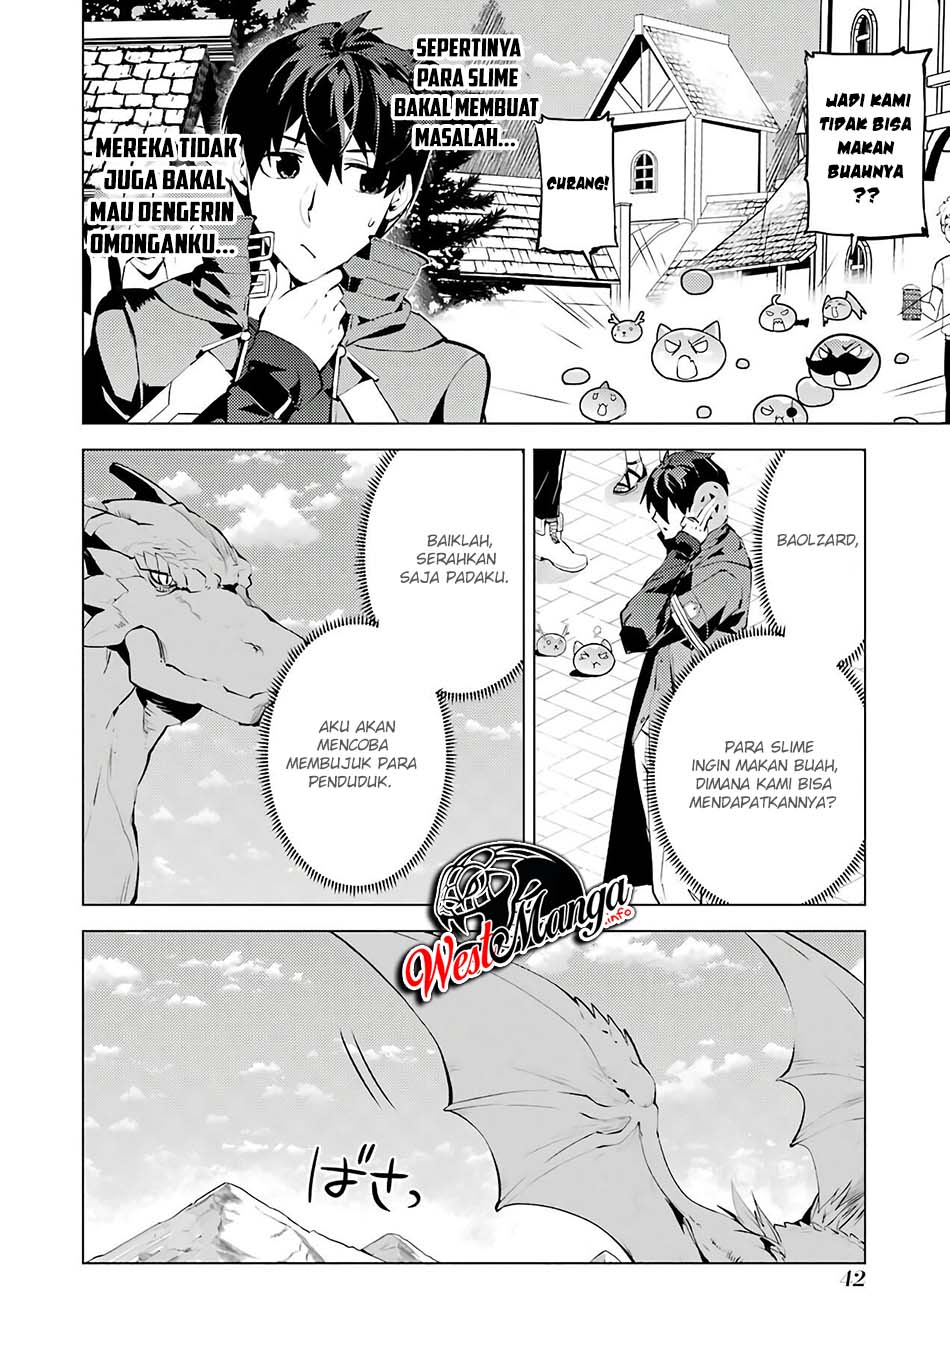 JADI KAMI
TIDAK BISA
MAKAN
BUAHNYA
??
CURANG!
SEPERTINYA
PARA SLIME
BAKAL MEMBUAT
MASALAH...
MEREKA TIDAK
JUGA BAKAL
MAU DENGERIN
OMONGANKU...
BAOLZARD,
PARA SLIME
INGIN MAKAN BUAH,
DIMANA KAMI BISA
MENDAPATKANNYA?
BAIKLAH,
SERAHKAN
SAJA PADAKU.
AKU AKAN
MENCOBA
MEMBUJUK PARA
PENDUDUK.
WestManga
.info
ばさっ
42